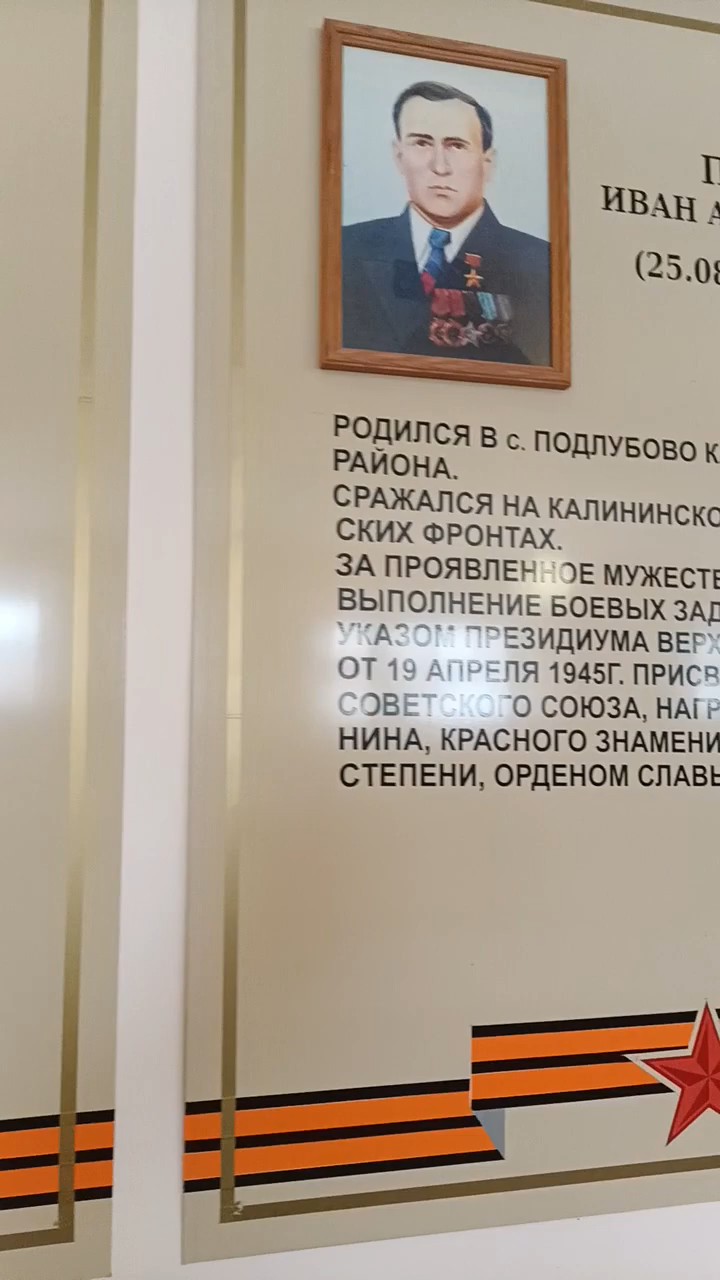 П
ИВАН А
(25.08
РОДИЛСЯ В с. ПОДЛУБОВО К
РАЙОНА.
СРАЖАЛСЯ НА КАЛИНИНСКО
СКИХ ФРОНТАХ.
ЗА ПРОЯВЛЕННОЕ МУЖЕСТВ
ВЫПОЛНЕНИЕ БОЕВЫХ ЗАД
УКАЗОМ ПРЕЗИДИУМА ВЕРХ
ОТ 19 АПРЕЛЯ 1945Г. ПРИСВ
СОВЕТСКОГО СОЮЗА, НАГР
НИНА, КРАСНОГО ЗНАМЕНИ
СТЕПЕНИ, ОРДЕНОМ СЛАВЫ